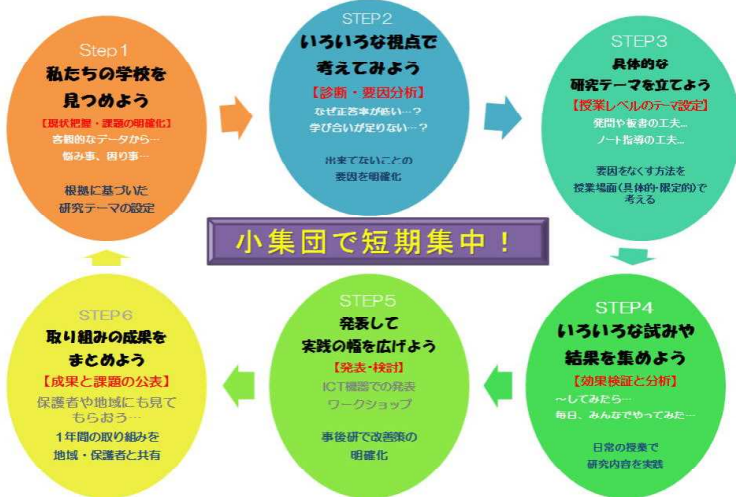 Step1
私たちの学校を
見つめよう
【現状把握・課題の明確化】
客観的なデータから…
悩み事、困り事…
根拠に基づいた
研究テーマの設定
STEP2
いろいろな視点で
考えてみよう
【診断・要因分析】
なぜ正答率が低い…?
学び合いが足りない…?
出来てないことの
要因を明確化
STEP3
具体的な
研究テーマを立てよう
【授業レベルのテーマ設定】
発問や板書の工夫…
ノート指導の工夫…
要因をなくす方法を
授業場面(具体的・限定的)で
考える
小集団で短期集中！
STEP4
いろいろな試みや
結果を集めよう
【効果検証と分析】
～してみたら…
毎日、みんなでやってみた…
日常の授業で
研究内容を実践
STEP5
発表して
実践の幅を広げよう
【発表・検討】
ICT機器での発表
ワークショップ
事後研で改善策の
明確化
STEP6
取り組みの成果を
まとめよう
【成果と課題の公表】
保護者や地域にも見て
もらおう…
1年間の取り組みを
地域・保護者と共有